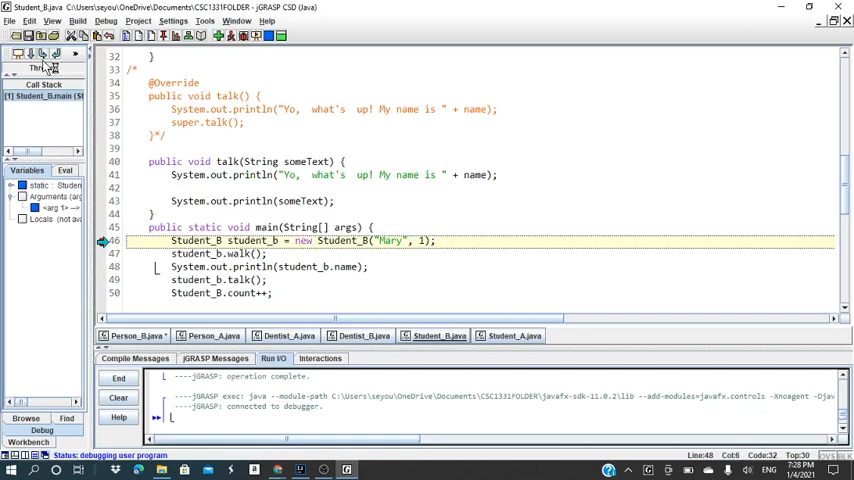 Student_B.java C:\Users\seyou\OneDrive\Documents\CSC1331FOLDER - jGRASP CSD (Java)
File Edit View Build Debug Project Settings Tools Window Help
Call Stack
[1] Student_B.main (St
Variables Eval
static : Studen
Arguments (arg
<arg 1> -->
Locals (not ava
Browse Find
Debug
Workbench
32 }
33 /*
34 @Override
35 public void talk() {
36 System.out.println("Yo, what's up! My name is " + name);
37 super.talk();
38 }*/
39
40 public void talk(String someText) {
41 System.out.println("Yo, what's up! My name is " + name);
42
43 System.out.println(someText);
44 }
45 public static void main(String[] args) {
46 Student_B student_b = new Student_B("Mary", 1);
47 student_b.walk();
48 System.out.println(student_b.name);
49 student_b.talk();
50 Student_B.count++;
Person_B.java * Person_A.java Dentist_A.java Dentist_B.java Student_B.java Student_A.java
Compile Messages jGRASP Messages Run I/O Interactions
End
Clear
Help
----jGRASP: operation complete.
----jGRASP exec: java --module-path C:\Users\seyou\OneDrive\Documents\CSC1331FOLDER\javafx-sdk-11.0.2\lib --add-modules=javafx.controls -Xnoagent -Djav
----jGRASP: connected to debugger.
Status: debugging user program
Line:48 Col:6 Code:32 Top:30
OVS BLK
ENG
7:28 PM
1/4/2021